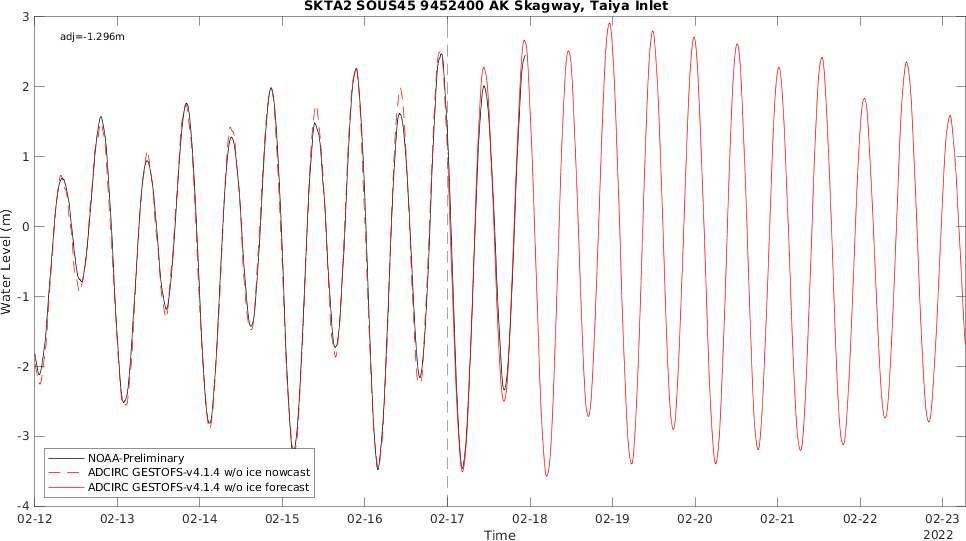 SKTA2 SOUS45 9452400 AK Skagway, Taiya Inlet
adj=-1.296m
3
2
1
0
-1
-2
-3
-4
Water Level (m)
NOAA-Preliminary
ADCIRC GESTOFS-v4.1.4 w/o ice nowcast
ADCIRC GESTOFS-v4.1.4 w/o ice forecast
02-12 02-13 02-14 02-15 02-16 02-17 02-18 02-19 02-20 02-21 02-22 02-23
Time
2022